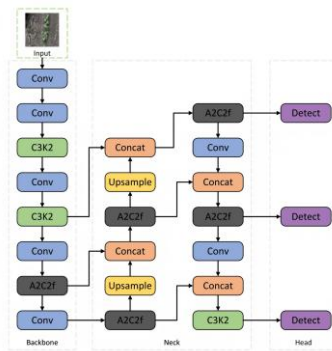 Input
Conv
Conv
C3K2
Conv
C3K2
Conv
A2C2f
Conv
Backbone
Concat
Upsample
A2C2f
Concat
Upsample
A2C2f
A2C2f
Conv
Concat
A2C2f
Conv
Concat
C3K2
Neck
Detect
Detect
Detect
Head